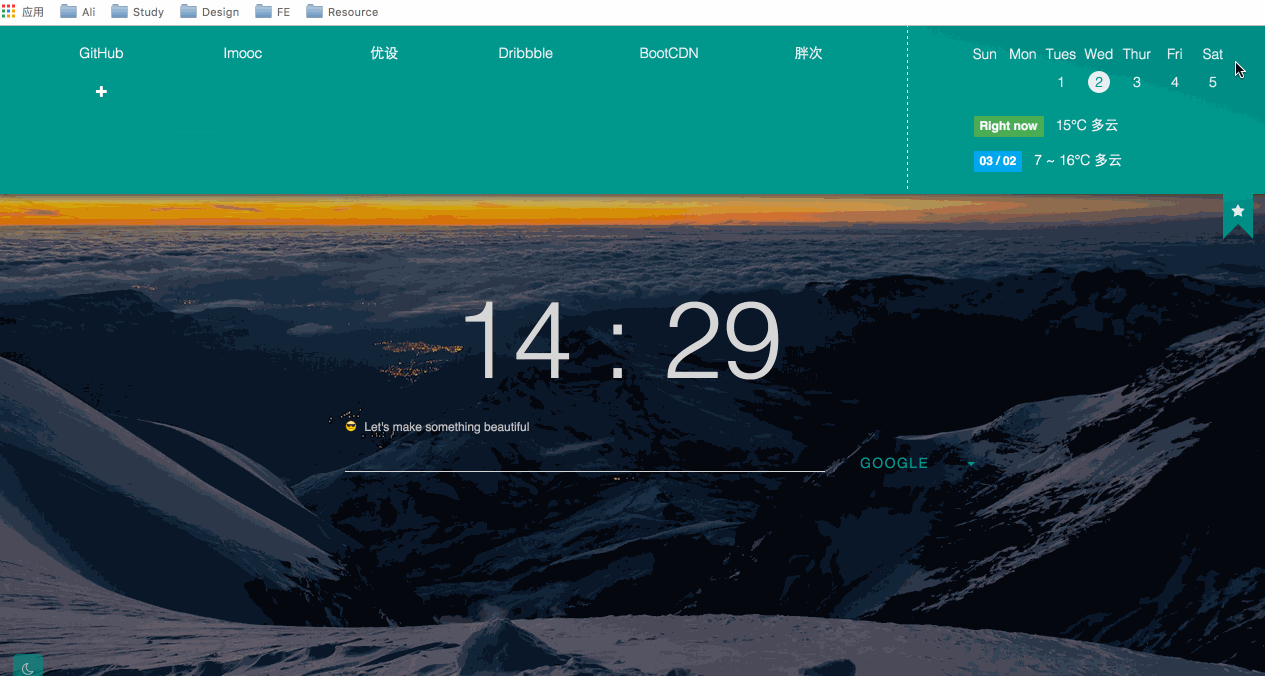 应用 Ali Study Design FE Resource
GitHub Imooc 优设 Dribbble BootCDN 胖次
Sun Mon Tues Wed Thur Fri Sat
1 2 3 4 5
Right now 15℃ 多云
03 / 02 7 ~ 16℃ 多云
14 : 29
Let's make something beautiful
GOOGLE